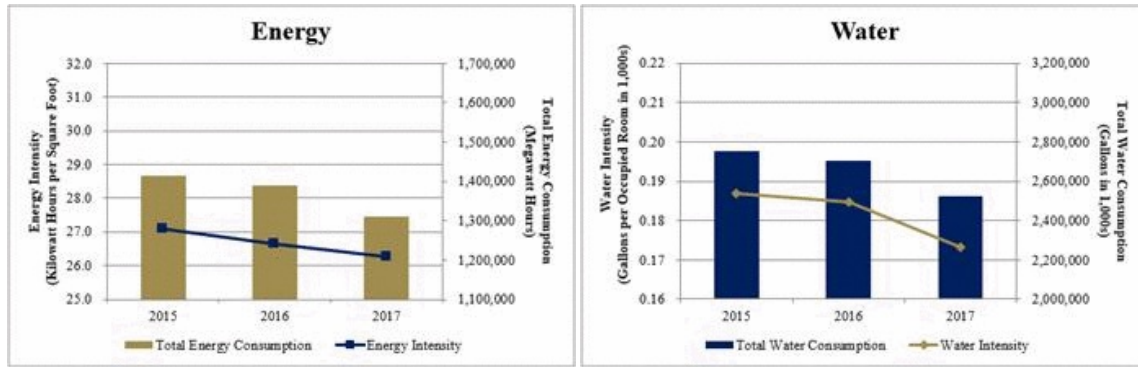 Energy
Energy Intensity
(Kilowatt Hours per Square Foot)
32.0
31.0
30.0
29.0
28.0
27.0
26.0
25.0
1,700,000
1,600,000
1,500,000
1,400,000
1,300,000
1,200,000
1,100,000
Total Energy Consumption
(Megawatt Hours)
2015 2016 2017
Total Energy Consumption Energy Intensity
Water
Water Intensity
(Gallons per Occupied Room in 1,000s)
0.22
0.21
0.20
0.19
0.18
0.17
0.16
3,200,000
3,000,000
2,800,000
2,600,000
2,400,000
2,200,000
2,000,000
Total Water Consumption
(Gallons in 1,000s)
2015 2016 2017
Total Water Consumption Water Intensity